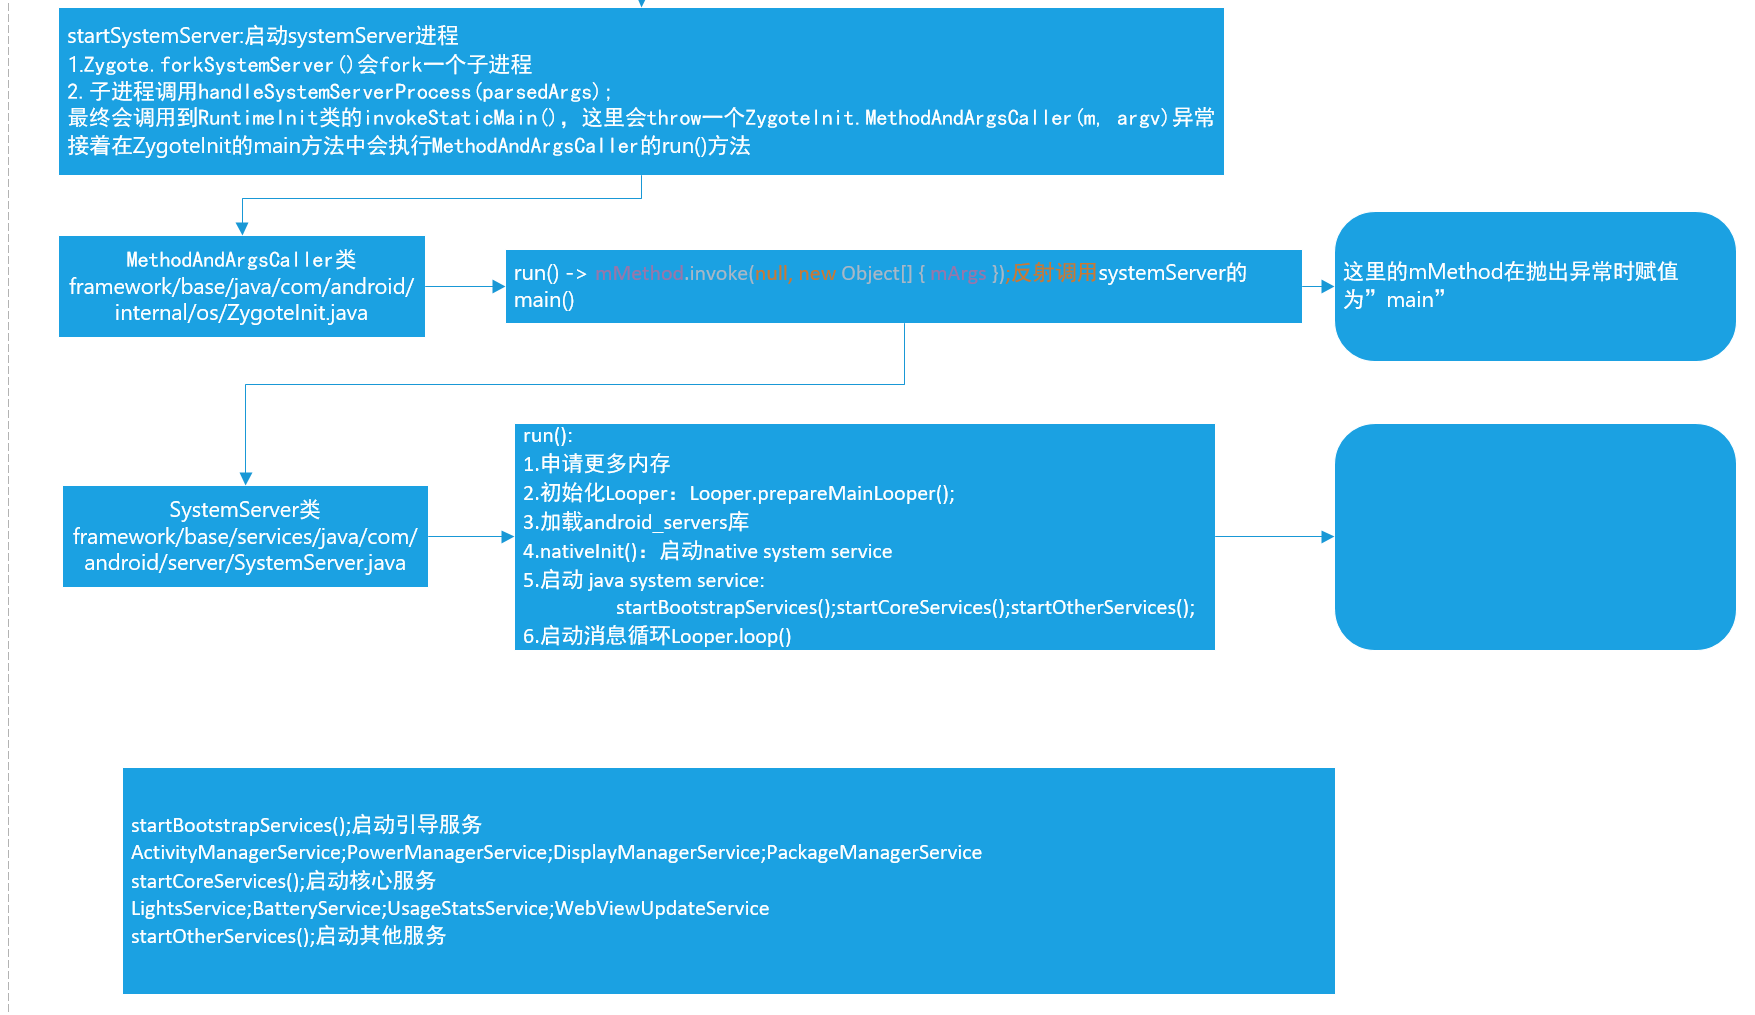 startSystemServer:启动systemServer进程
1.Zygote.forkSystemServer()会fork一个子进程
2. 子进程调用handleSystemServerProcess(parsedArgs);
最终会调用到RuntimeInit类的invokeStaticMain()，这里会throw一个ZygoteInit.MethodAndArgsCaller(m, argv)异常
接着在ZygoteInit的main方法中会执行MethodAndArgsCaller的run()方法
MethodAndArgsCaller类
framework/base/java/com/android/
internal/os/ZygoteInit.java
run() -> mMethod.invoke(null, new Object[] { mArgs });反射调用systemServer的
main()
这里的mMethod在抛出异常时赋值
为”main”
SystemServer类
framework/base/services/java/com/
android/server/SystemServer.java
run():
1.申请更多内存
2.初始化Looper：Looper.prepareMainLooper();
3.加载android_servers库
4.nativeInit()：启动native system service
5.启动 java system service:
startBootstrapServices();startCoreServices();startOtherServices();
6.启动消息循环Looper.loop()
startBootstrapServices();启动引导服务
ActivityManagerService;PowerManagerService;DisplayManagerService;PackageManagerService
startCoreServices();启动核心服务
LightsService;BatteryService;UsageStatsService;WebViewUpdateService
startOtherServices();启动其他服务